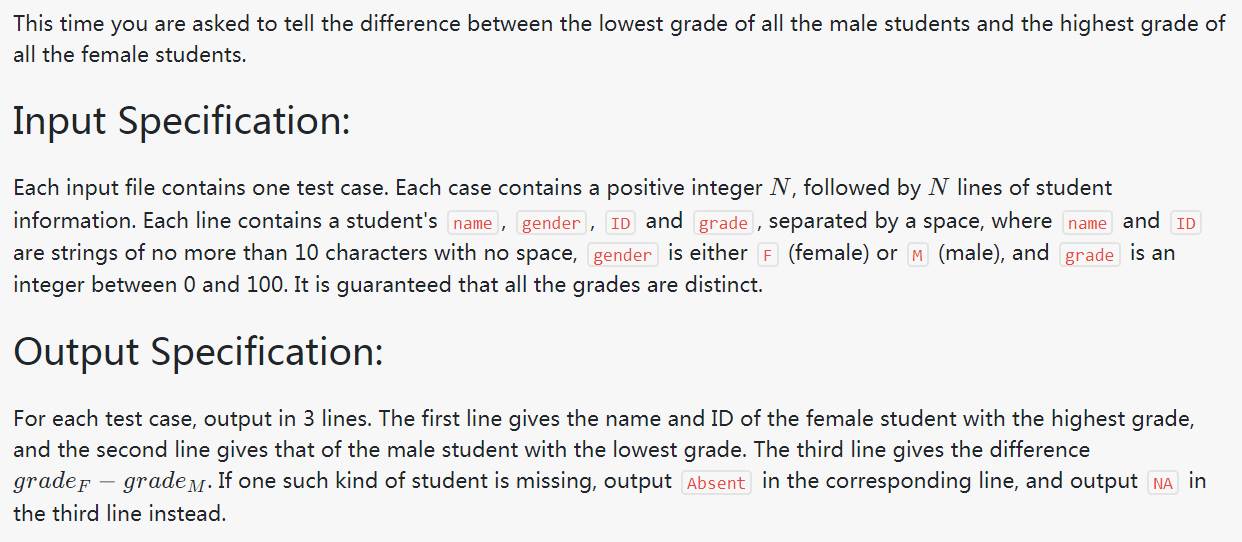 This time you are asked to tell the difference between the lowest grade of all the male students and the highest grade of
all the female students.
Input Specification:
Each input file contains one test case. Each case contains a positive integer N, followed by N lines of student
information. Each line contains a student's name, gender, ID and grade, separated by a space, where name and ID
are strings of no more than 10 characters with no space, gender is either F (female) or M (male), and grade is an
integer between 0 and 100. It is guaranteed that all the grades are distinct.
Output Specification:
For each test case, output in 3 lines. The first line gives the name and ID of the female student with the highest grade,
and the second line gives that of the male student with the lowest grade. The third line gives the difference
grade_F − grade_M. If one such kind of student is missing, output Absent in the corresponding line, and output NA in
the third line instead.